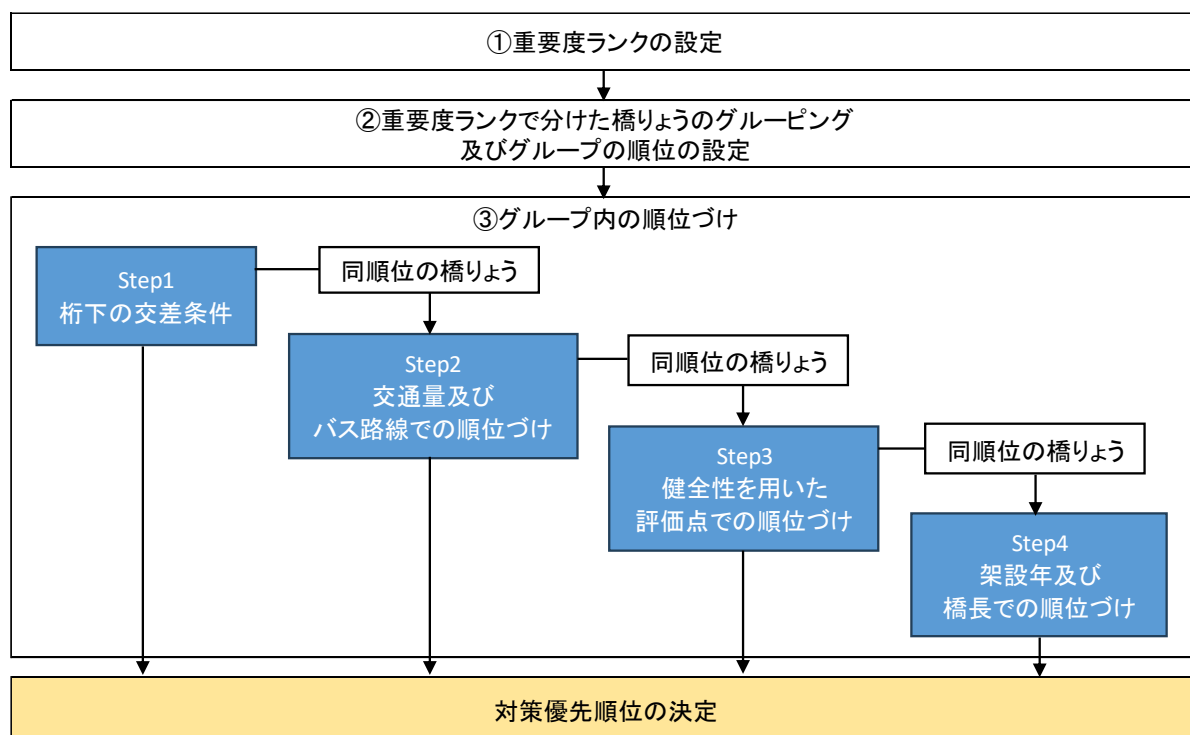 ①重要度ランクの設定
②重要度ランクで分けた橋りょうのグルーピング
及びグループの順位の設定
③グループ内の順位づけ
Step1
桁下の交差条件
同順位の橋りょう
Step2
交通量及び
バス路線での順位づけ
同順位の橋りょう
Step3
健全性を用いた
評価点での順位づけ
同順位の橋りょう
Step4
架設年及び
橋長での順位づけ
対策優先順位の決定